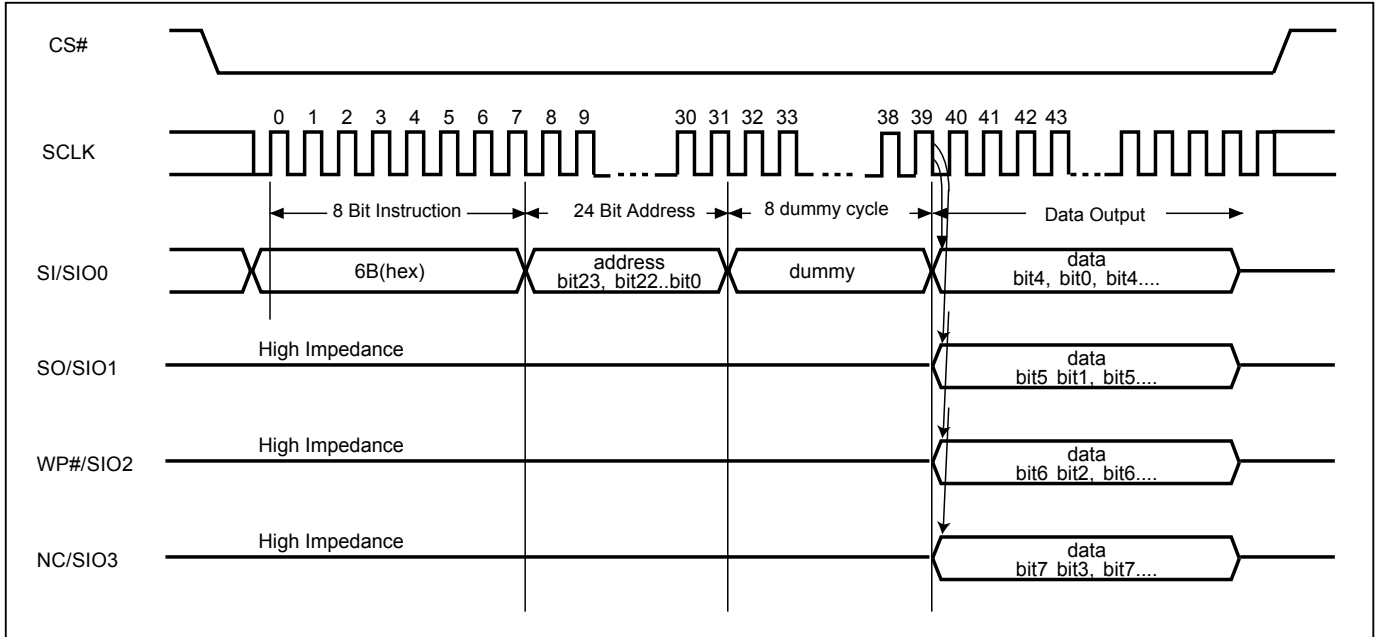 CS#
0 1 2 3 4 5 6 7 8 9 30 31 32 33 38 39 40 41 42 43
SCLK
8 Bit Instruction 24 Bit Address 8 dummy cycle Data Output
SI/SIO0
6B(hex)
address
bit23, bit22..bit0
dummy
data
bit4, bit0, bit4....
High Impedance
SO/SIO1
data
bit5 bit1, bit5....
High Impedance
WP#/SIO2
data
bit6 bit2, bit6....
High Impedance
NC/SIO3
data
bit7 bit3, bit7....